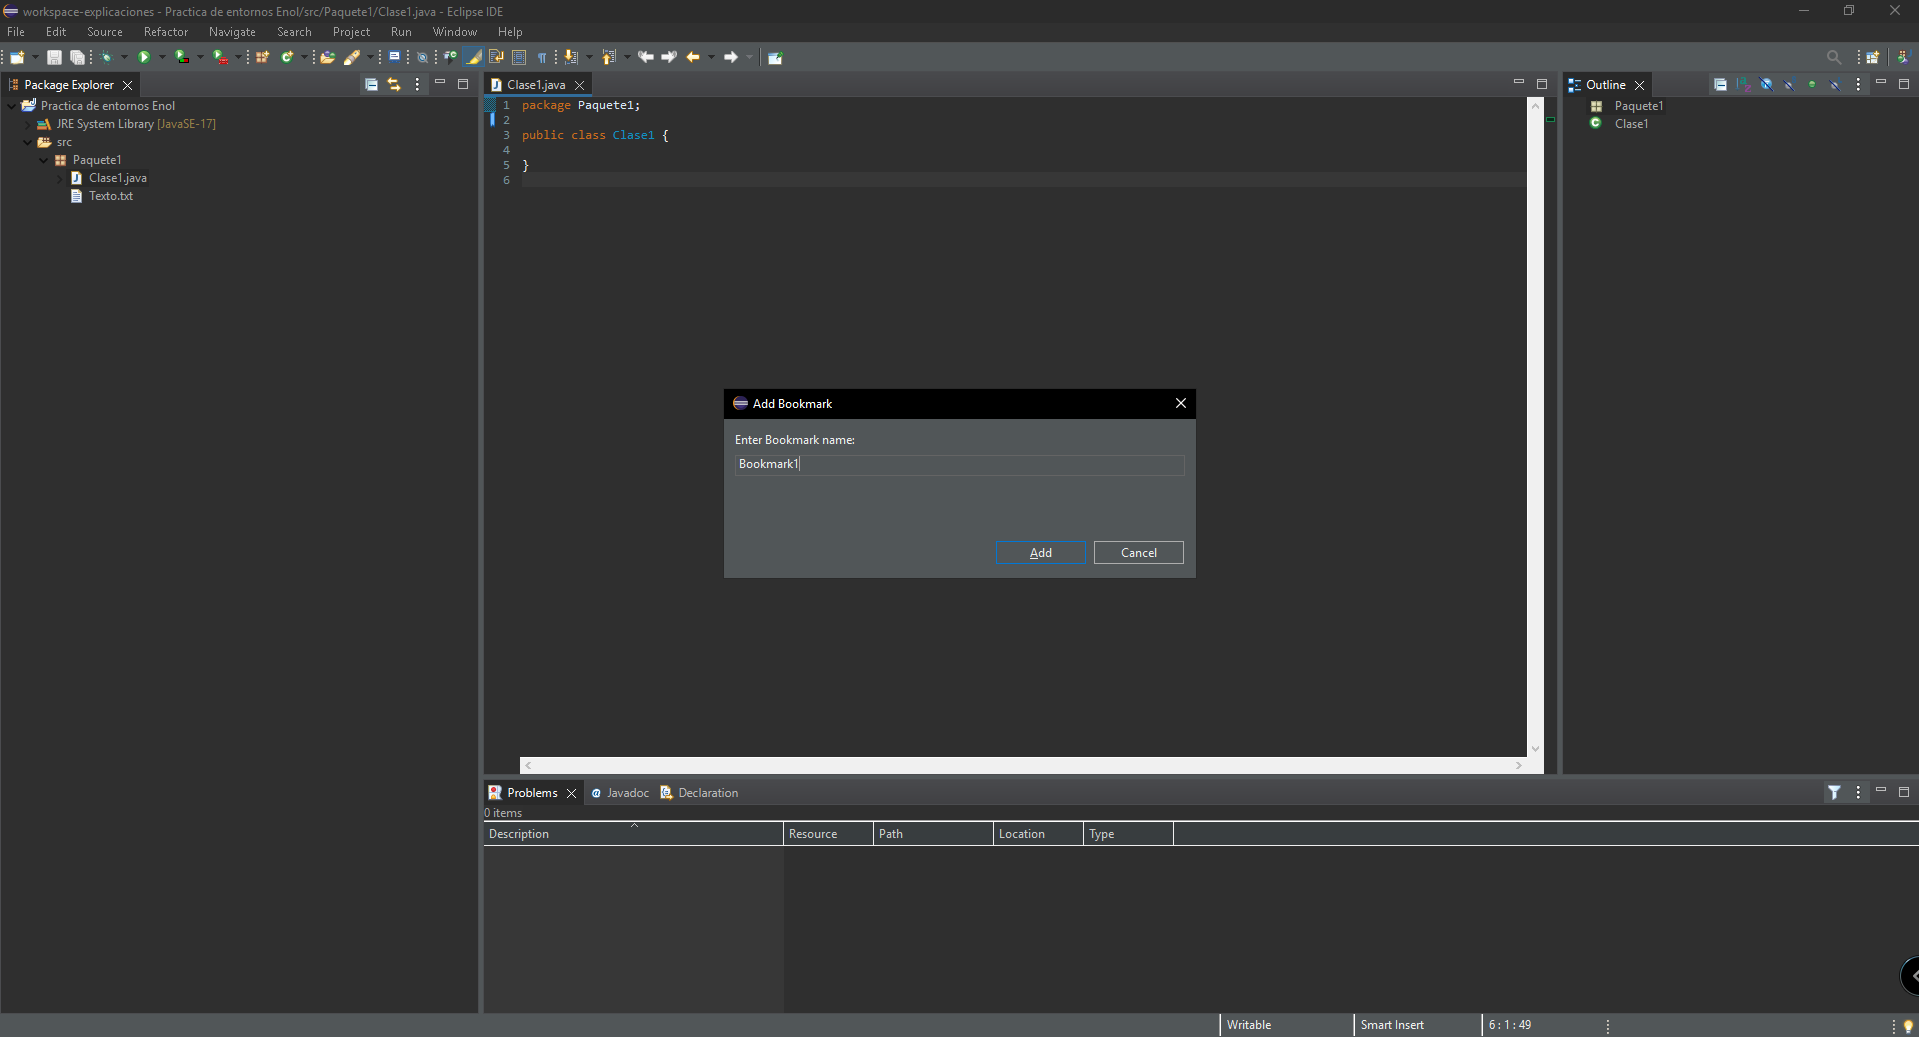 workspace-explicaciones - Practica de entornos Enol/src/Paquete1/Clase1.java - Eclipse IDE
File Edit Source Refactor Navigate Search Project Run Window Help
Package Explorer
Practica de entornos Enol
JRE System Library [JavaSE-17]
src
Paquete1
Clase1.java
Texto.txt
Clase1.java
1 package Paquete1;
2
3 public class Clase1 {
4
5 }
6
Outline
Paquete1
Clase1
Add Bookmark
Enter Bookmark name:
Bookmark1
Add Cancel
Problems Javadoc Declaration
0 items
Description Resource Path Location Type
Writable Smart Insert 6 : 1 : 49